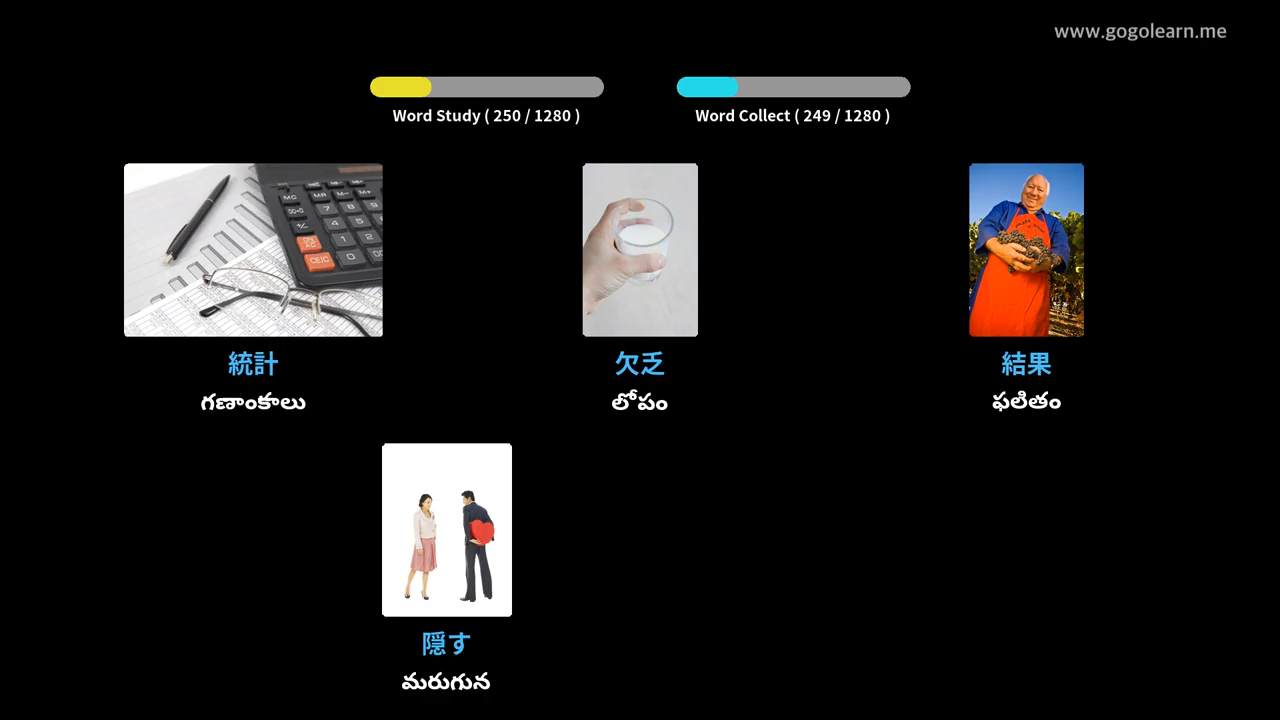 www.gogolearn.me
Word Study ( 250 / 1280 )
Word Collect ( 249 / 1280 )
統計
欠乏
結果
గణాంకాలు
లోపం
ఫలితం
隠す
మరుగున